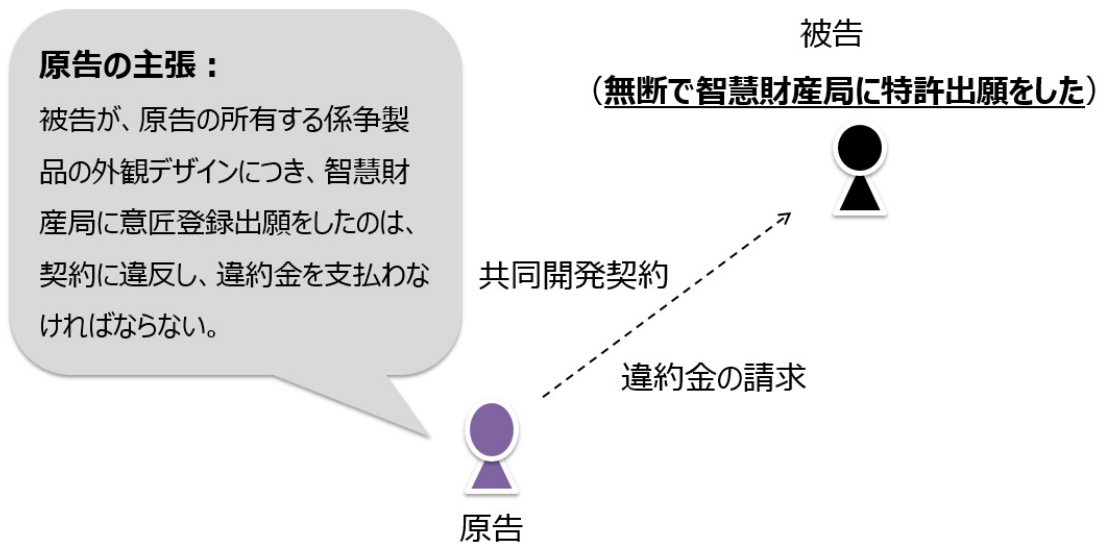 被告
（無断で智慧財産局に特許出願をした）
原告の主張：
被告が、原告の所有する係争製
品の外観デザインにつき、智慧財
産局に意匠登録出願をしたのは、
契約に違反し、違約金を支払わな
ければならない。
共同開発契約
違約金の請求
原告